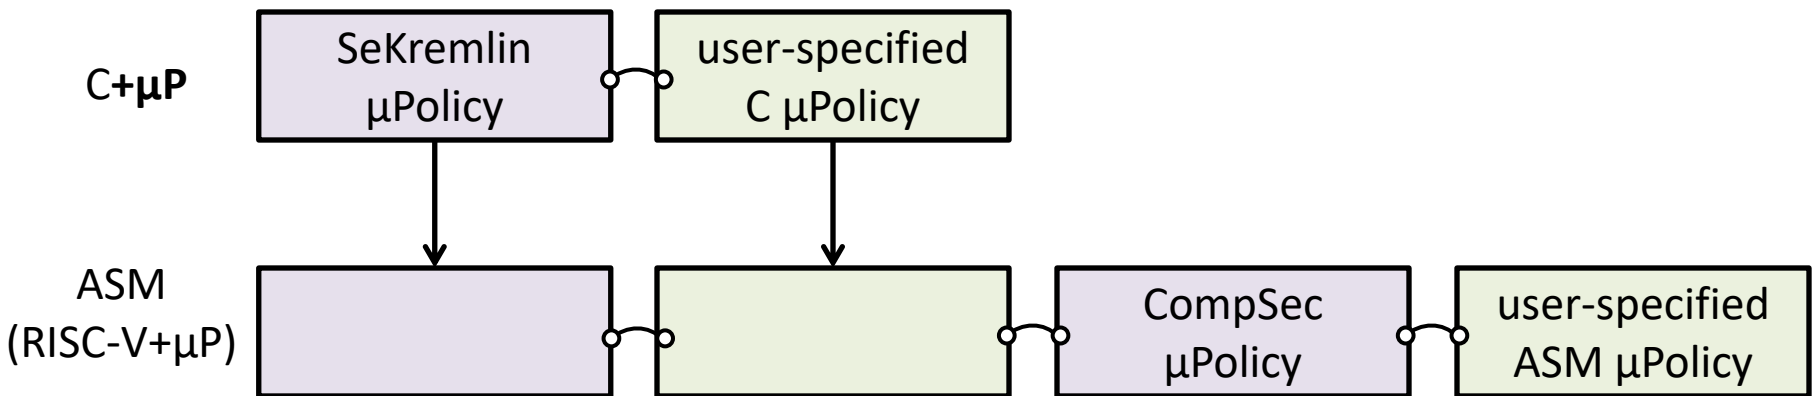 C+µP
SeKremlin
µPolicy
user-specified
C µPolicy
ASM
(RISC-V+µP)
CompSec
µPolicy
user-specified
ASM µPolicy